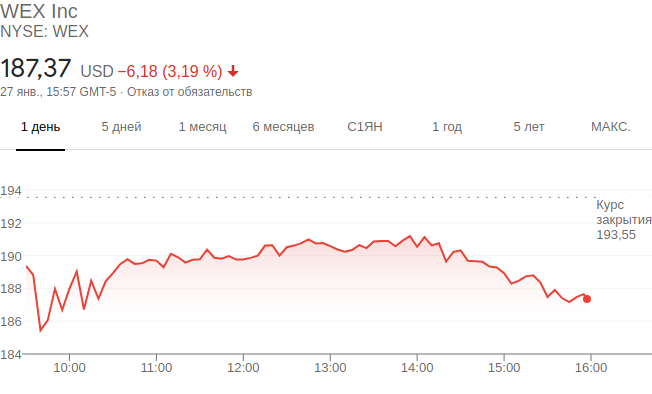 WEX Inc
NYSE: WEX
187,37 USD −6,18 (3,19 %)
27 янв., 15:57 GMT-5 · Отказ от обязательств
1 день 5 дней 1 месяц 6 месяцев С1ЯН 1 год 5 лет МАКС.
194
Курс
закрытия
193,55
192
190
188
186
184
10:00 11:00 12:00 13:00 14:00 15:00 16:00